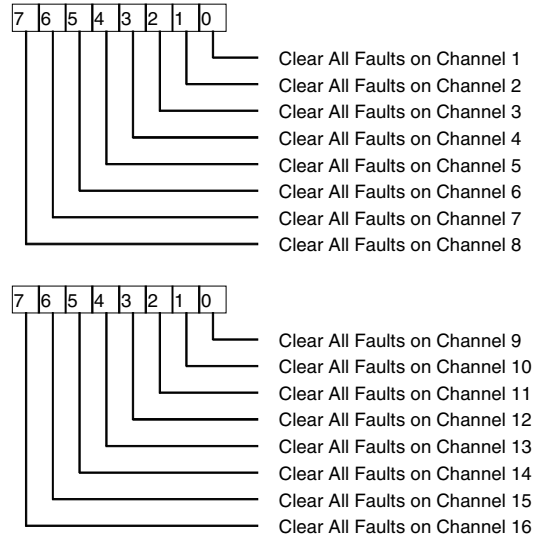 7 6 5 4 3 2 1 0
Clear All Faults on Channel 1
Clear All Faults on Channel 2
Clear All Faults on Channel 3
Clear All Faults on Channel 4
Clear All Faults on Channel 5
Clear All Faults on Channel 6
Clear All Faults on Channel 7
Clear All Faults on Channel 8
7 6 5 4 3 2 1 0
Clear All Faults on Channel 9
Clear All Faults on Channel 10
Clear All Faults on Channel 11
Clear All Faults on Channel 12
Clear All Faults on Channel 13
Clear All Faults on Channel 14
Clear All Faults on Channel 15
Clear All Faults on Channel 16